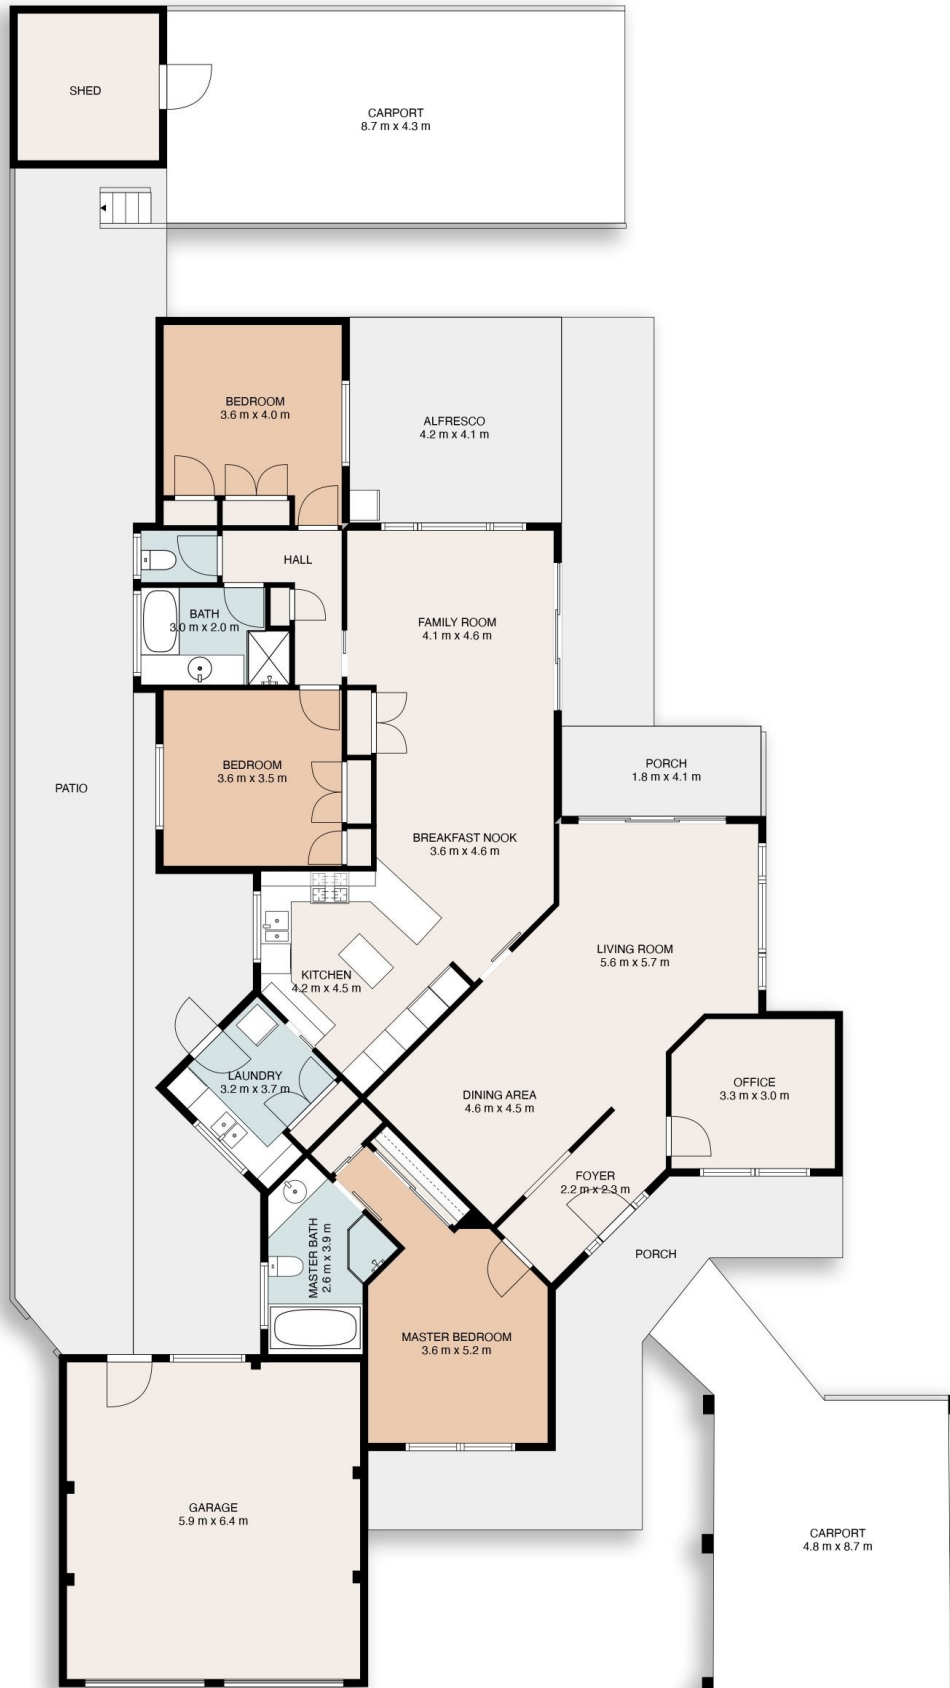 SHED
CARPORT
8.7 m x 4.3 m
BEDROOM
3.6 m x 4.0 m
ALFRESCO
4.2 m x 4.1 m
HALL
BATH
3.0 m x 2.0 m
FAMILY ROOM
4.1 m x 4.6 m
BEDROOM
3.6 m x 3.5 m
PORCH
1.8 m x 4.1 m
PATIO
BREAKFAST NOOK
3.6 m x 4.6 m
LIVING ROOM
5.6 m x 5.7 m
KITCHEN
4.2 m x 4.5 m
LAUNDRY
3.2 m x 3.7 m
OFFICE
3.3 m x 3.0 m
DINING AREA
4.6 m x 4.5 m
FOYER
2.2 m x 2.3 m
MASTER BATH
2.6 m x 3.9 m
PORCH
MASTER BEDROOM
3.6 m x 5.2 m
GARAGE
5.9 m x 6.4 m
CARPORT
4.8 m x 8.7 m